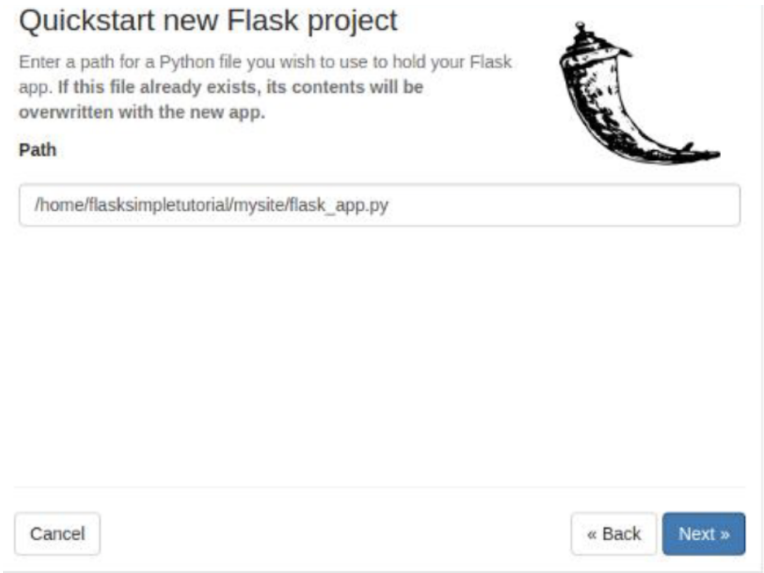 Quickstart new Flask project
Enter a path for a Python file you wish to use to hold your Flask
app. If this file already exists, its contents will be
overwritten with the new app.
Path
/home/flasksimpletutorial/mysite/flask_app.py
Cancel
« Back
Next »